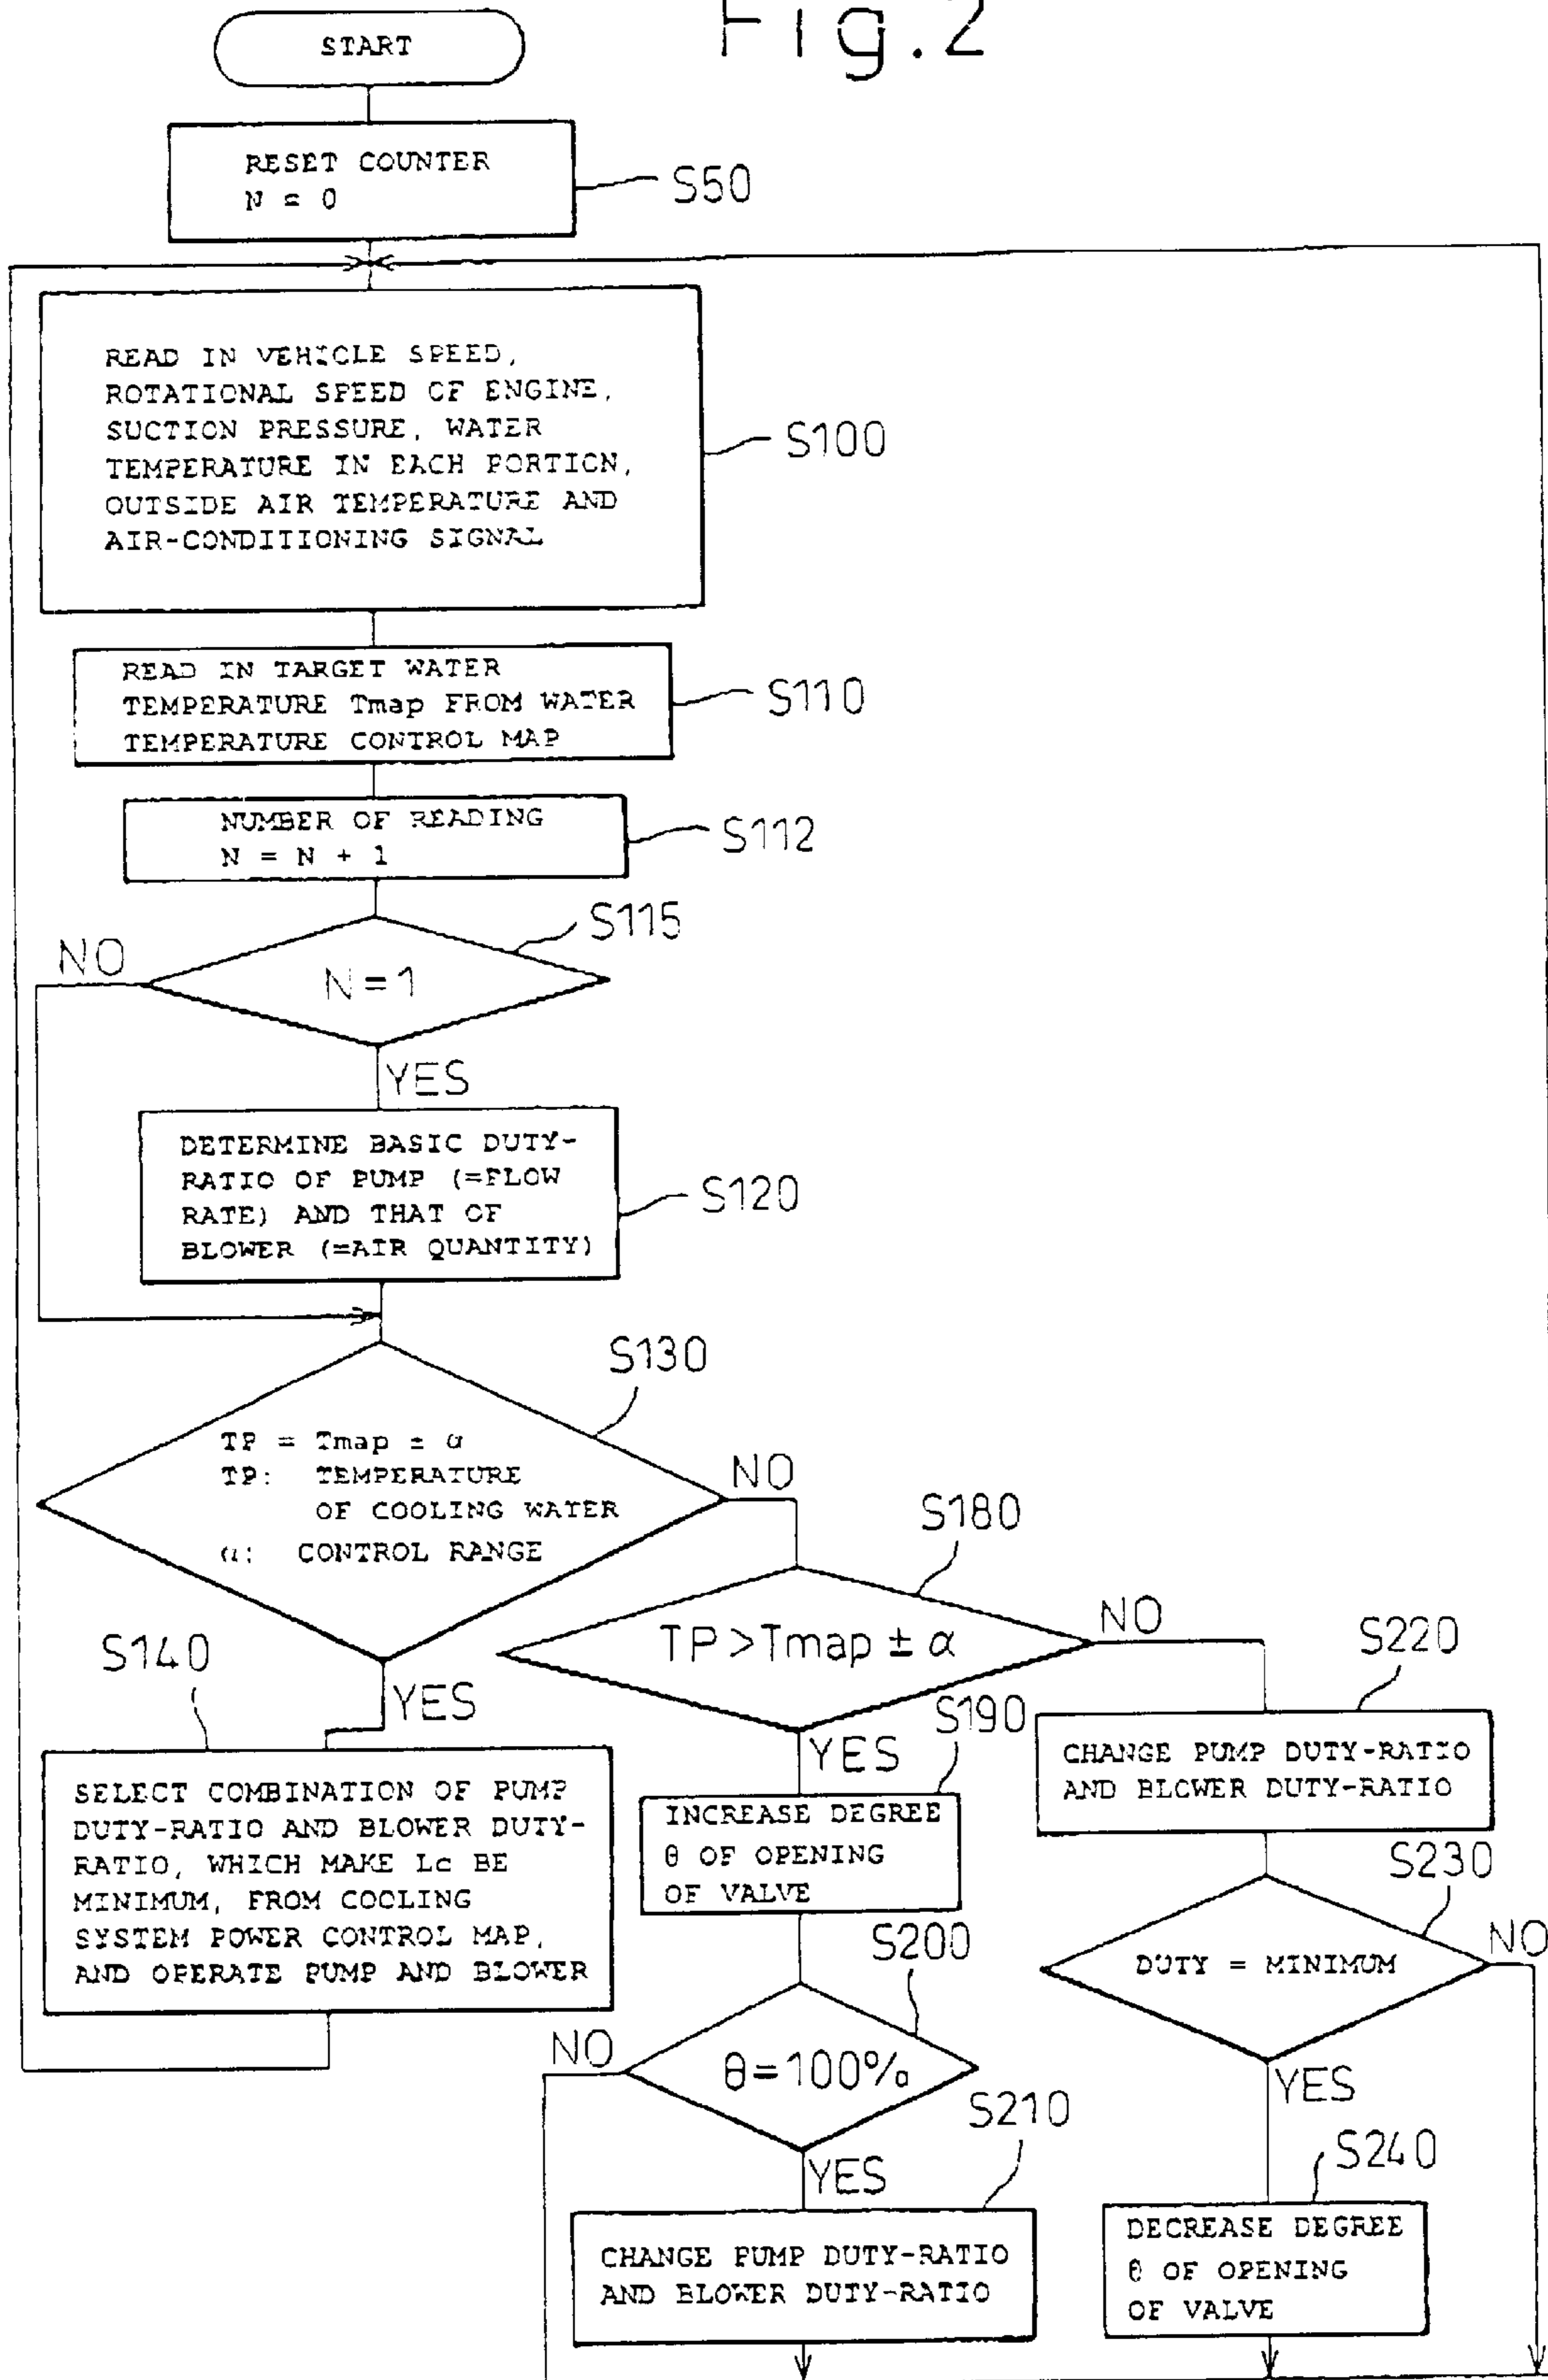 Fig.2
START
RESET COUNTER
N = 0
S50
READ IN VEHICLE SPEED,
ROTATIONAL SPEED OF ENGINE,
SUCTION PRESSURE, WATER
TEMPERATURE IN EACH PORTION,
OUTSIDE AIR TEMPERATURE AND
AIR-CONDITIONING SIGNAL
S100
READ IN TARGET WATER
TEMPERATURE Tmap FROM WATER
TEMPERATURE CONTROL MAP
S110
NUMBER OF READING
N = N + 1
S112
S115
NO
N=1
YES
DETERMINE BASIC DUTY-
RATIO OF PUMP (=FLOW
RATE) AND THAT OF
BLOWER (=AIR QUANTITY)
S120
S130
TP = Tmap ± α
TP: TEMPERATURE
OF COOLING WATER
α: CONTROL RANGE
NO
S180
TP>Tmap ± α
NO
S140
YES
SELECT COMBINATION OF PUMP
DUTY-RATIO AND BLOWER DUTY-
RATIO, WHICH MAKE Lc BE
MINIMUM, FROM COOLING
SYSTEM POWER CONTROL MAP,
AND OPERATE PUMP AND BLOWER
YES
S190
INCREASE DEGREE
θ OF OPENING
OF VALVE
S200
NO
θ=100%
YES
S210
CHANGE PUMP DUTY-RATIO
AND BLOWER DUTY-RATIO
S220
CHANGE PUMP DUTY-RATIO
AND BLOWER DUTY-RATIO
S230
DUTY = MINIMUM
NO
YES
S240
DECREASE DEGREE
θ OF OPENING
OF VALVE